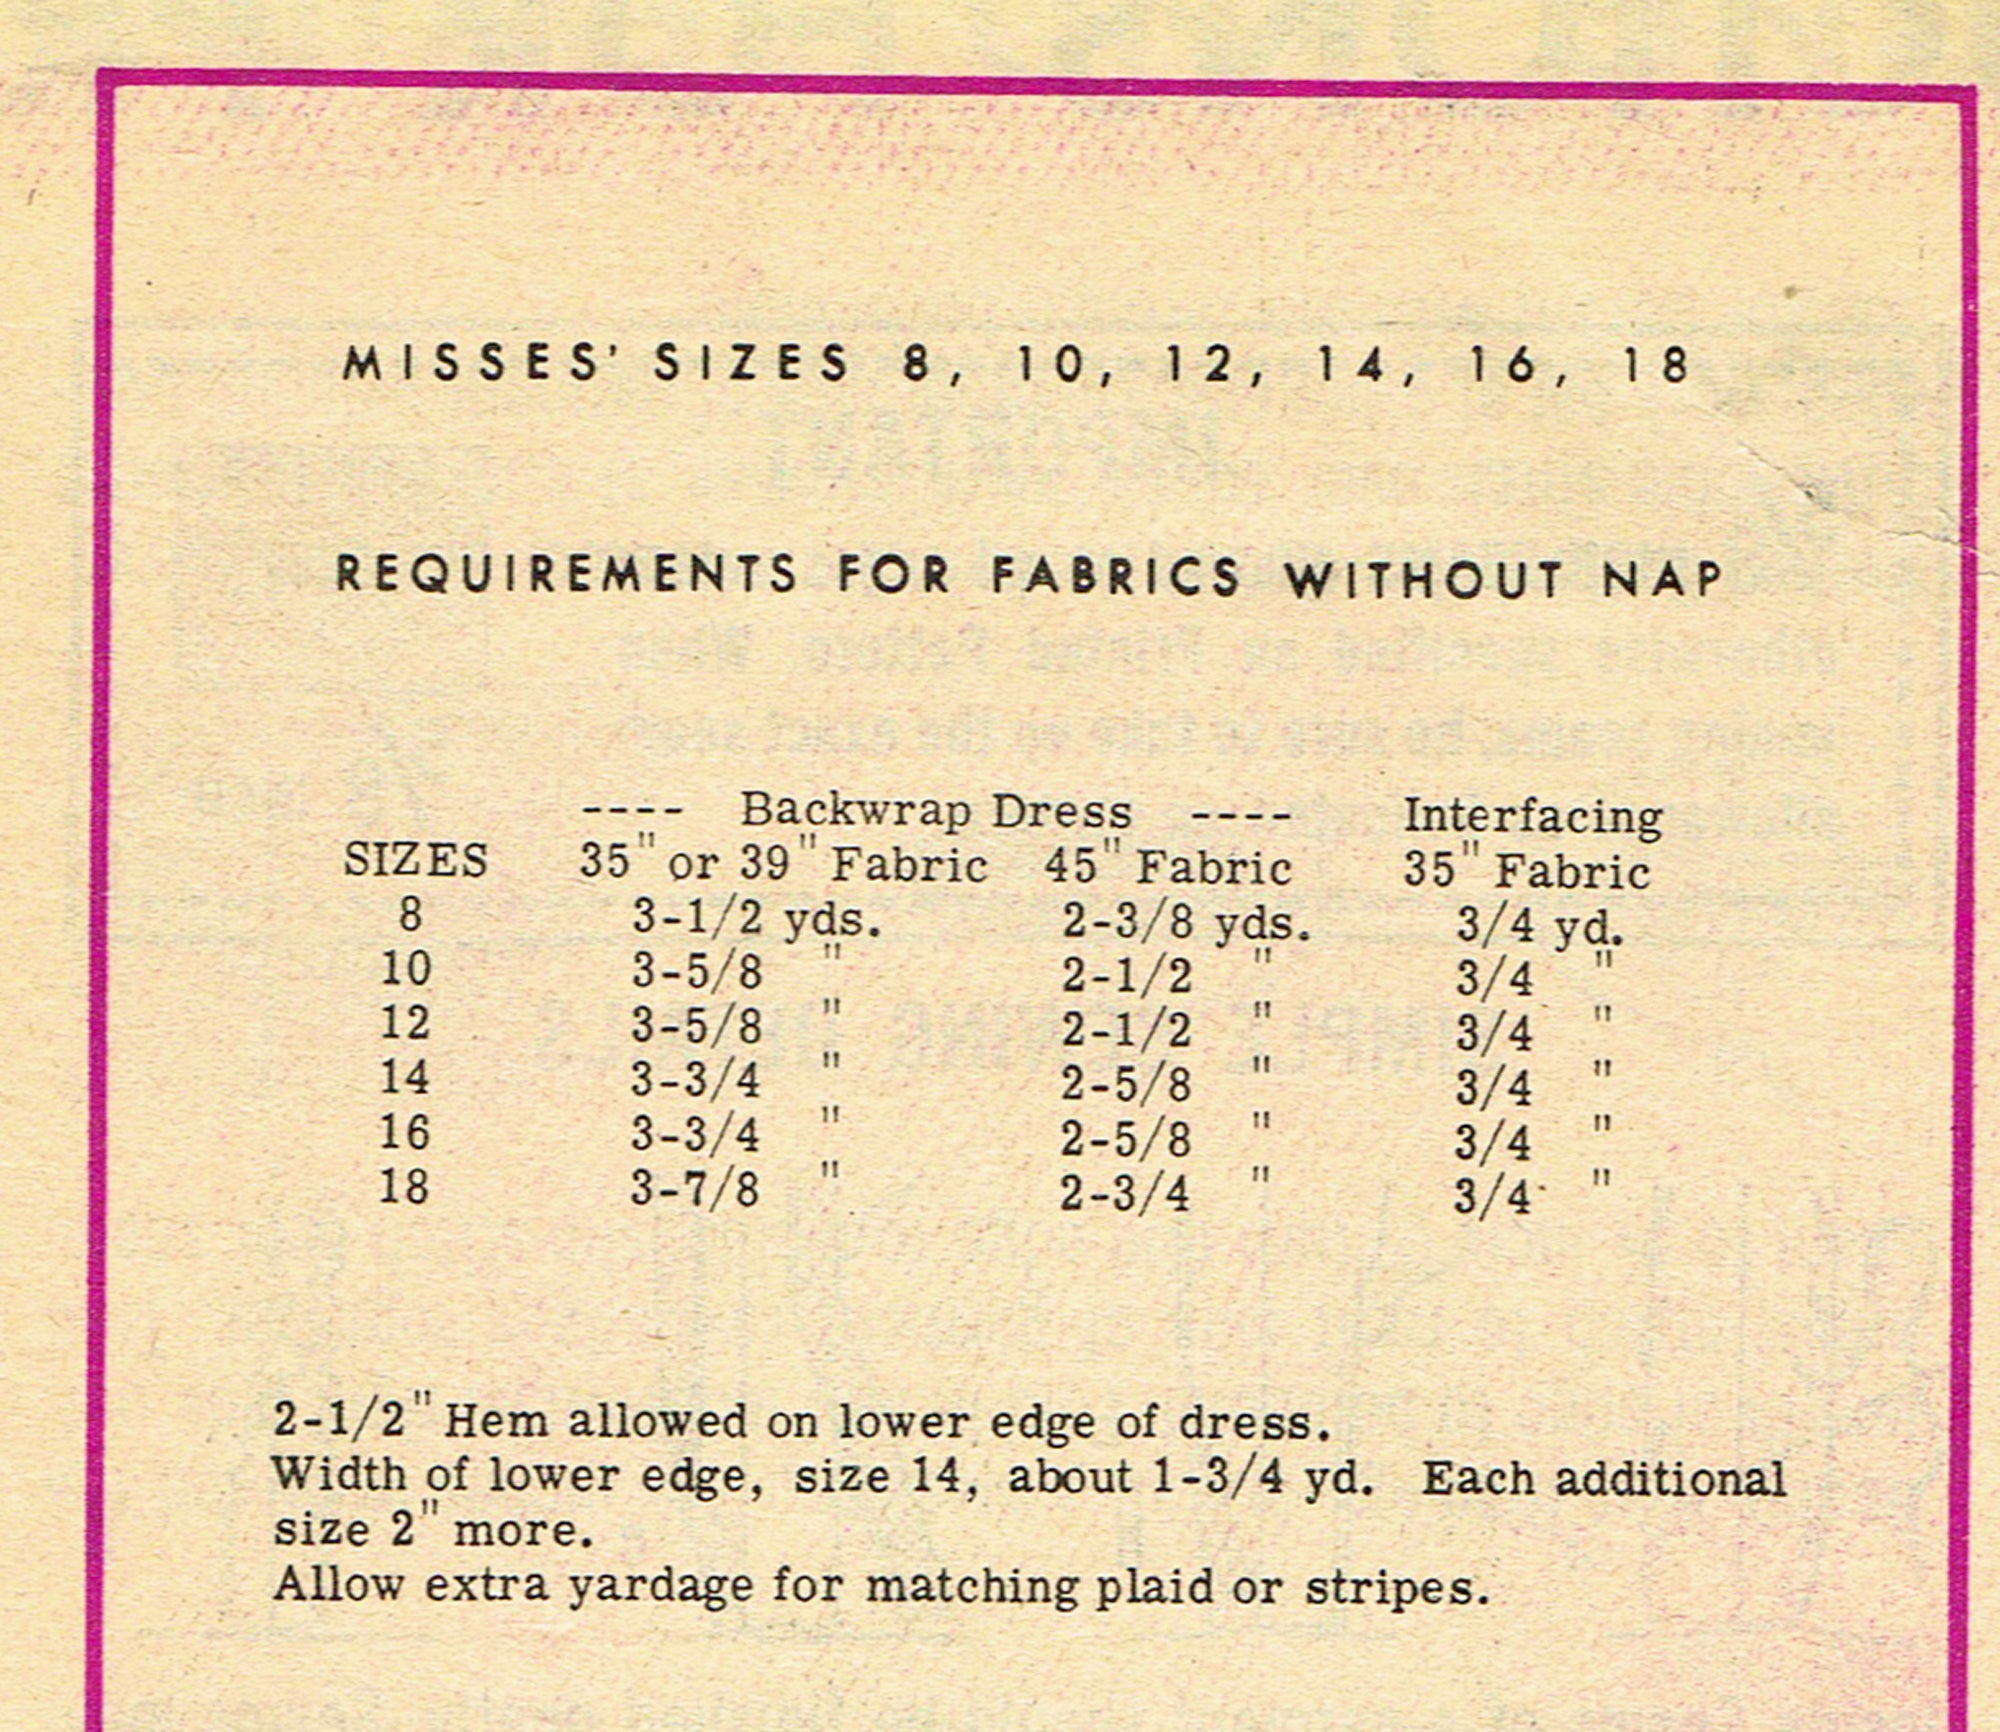 MISSES' SIZES 8, 10, 12, 14, 16, 18
REQUIREMENTS FOR FABRICS WITHOUT NAP
---- Backwrap Dress ---- Interfacing
SIZES 35" or 39" Fabric 45" Fabric 35" Fabric
8 3-1/2 yds. 2-3/8 yds. 3/4 yd.
10 3-5/8 " 2-1/2 " 3/4 "
12 3-5/8 " 2-1/2 " 3/4 "
14 3-3/4 " 2-5/8 " 3/4 "
16 3-3/4 " 2-5/8 " 3/4 "
18 3-7/8 " 2-3/4 " 3/4 "
2-1/2" Hem allowed on lower edge of dress.
Width of lower edge, size 14, about 1-3/4 yd. Each additional
size 2" more.
Allow extra yardage for matching plaid or stripes.